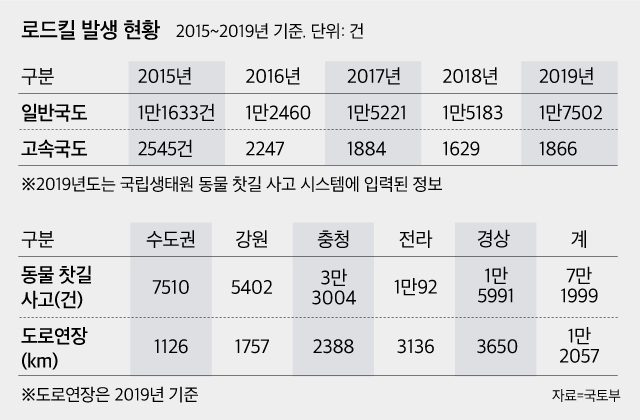 로드킬 발생 현황 2015~2019년 기준. 단위: 건
구분 2015년 2016년 2017년 2018년 2019년
일반국도 1만1633건 1만2460 1만5221 1만5183 1만7502
고속국도 2545건 2247 1884 1629 1866
※2019년도는 국립생태원 동물 찻길 사고 시스템에 입력된 정보
구분 수도권 강원 충청 전라 경상 계
동물 찻길 3만 1만 7만
사고(건) 7510 5402 3004 1만92 5991 1999
도로연장 1만
(km) 1126 1757 2388 3136 3650 2057
※도로연장은 2019년 기준 자료=국토부